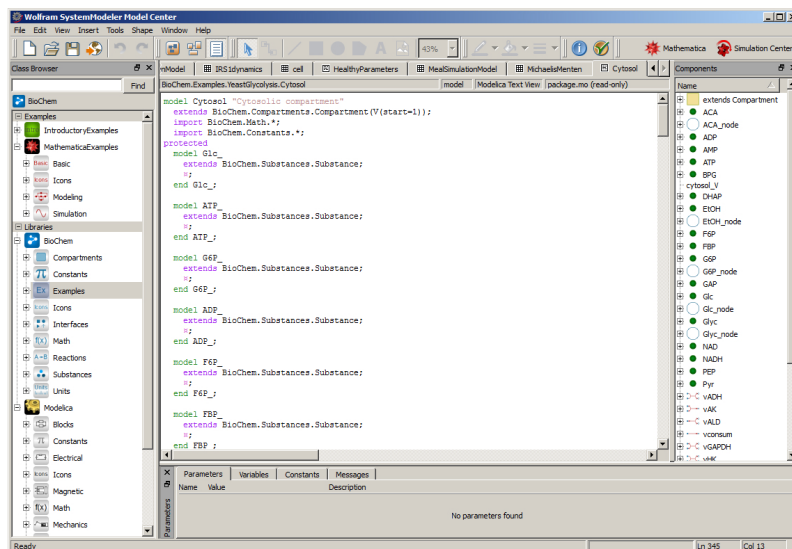 Wolfram SystemModeler Model Center
File Edit View Insert Tools Shape Window Help
43%
Mathematica
Simulation Center
Class Browser
Find
BioChem
Examples
IntroductoryExamples
MathematicaExamples
Basic
Icons
Modeling
Simulation
Libraries
BioChem
Compartments
Constants
Examples
Icons
Interfaces
Math
Reactions
Substances
Units
Modelica
Blocks
Constants
Electrical
Icons
Magnetic
Math
Mechanics
IRS1dynamics
cell
HealthyParameters
MealSimulationModel
MichaelisMenten
Cytosol
BioChem.Examples.YeastGlycolysis.Cytosol
model
Modelica Text View
package.mo (read-only)
model Cytosol "Cytosolic compartment"
extends BioChem.Compartments.Compartment(V(start=1));
import BioChem.Math.*;
import BioChem.Constants.*;
protected
model Glc_
extends BioChem.Substances.Substance;
¤;
end Glc_;
model ATP_
extends BioChem.Substances.Substance;
¤;
end ATP_;
model G6P_
extends BioChem.Substances.Substance;
¤;
end G6P_;
model ADP_
extends BioChem.Substances.Substance;
¤;
end ADP_;
model F6P_
extends BioChem.Substances.Substance;
¤;
end F6P_;
model FBP_
extends BioChem.Substances.Substance;
¤;
end FBP_;
Components
Name
extends Compartment
ACA
ACA_node
ADP
AMP
ATP
BPG
cytosol_V
DHAP
EtOH
EtOH_node
F6P
FBP
G6P
G6P_node
GAP
Glc
Glc_node
Glyc
Glyc_node
NAD
NADH
PEP
Pyr
vADH
vAK
vALD
vconsum
vGAPDH
vHK
Parameters
Parameters Variables Constants Messages
Name Value Description
No parameters found
Ready
Ln 345 Col 13